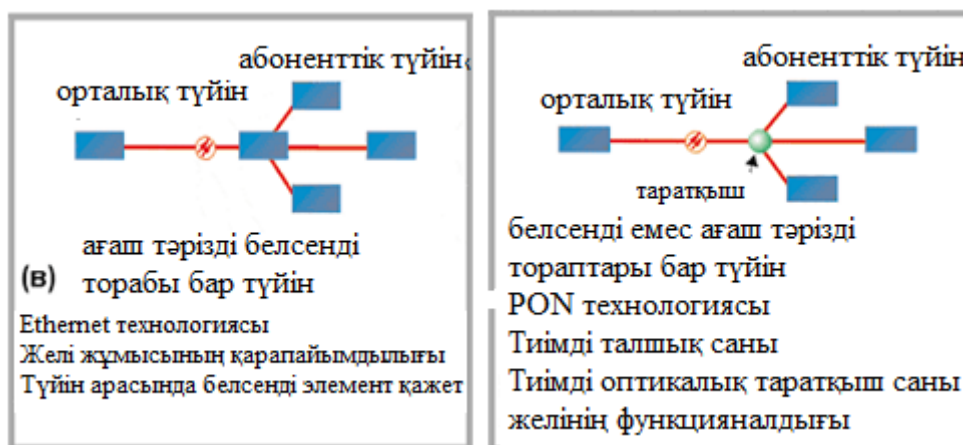 абоненттік түйін
орталық түйін
ағаш тәрізді белсенді
(в) торабы бар түйін
Ethernet технологиясы
Желі жұмысының қарапайымдылығы
Түйін арасында белсенді элемент қажет
абоненттік түйін
орталық түйін
таратқыш
белсенді емес ағаш тәрізді
тораптары бар түйін
PON технологиясы
Тиімді талшық саны
Тиімді оптикалық таратқыш саны
желінің функцияналдығы